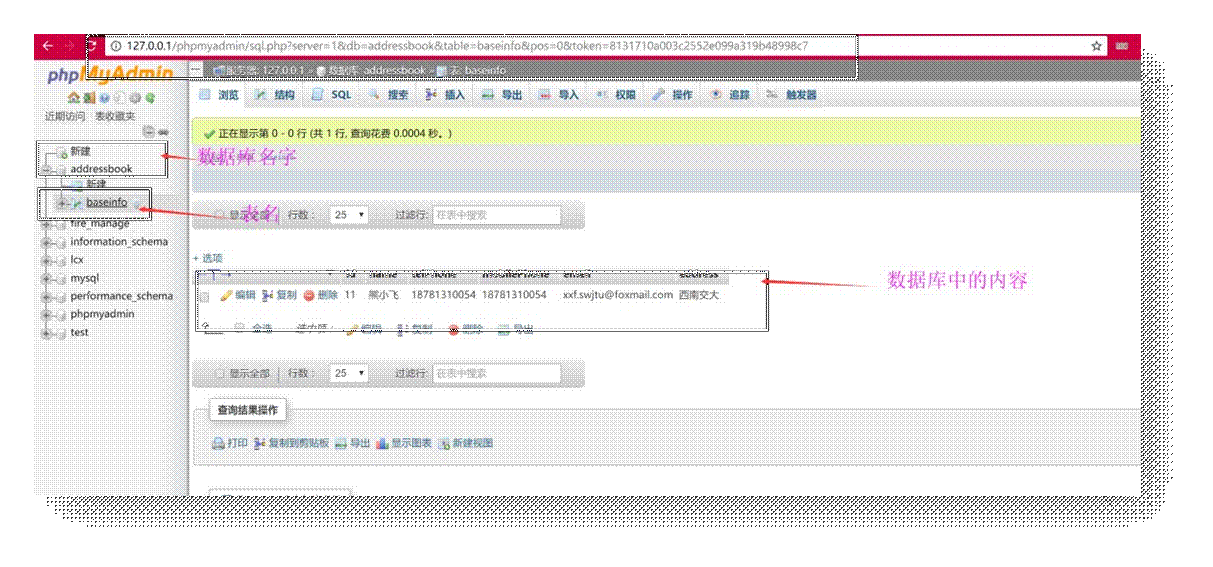 127.0.0.1/phpmyadmin/sql.php?server=1&db=addressbook&table=baseinfo&pos=0&token=8131710a003c2552e099a319b48998c7
phpMyAdmin
服务器: 127.0.0.1 » 数据库: addressbook » 表: baseinfo
浏览 结构 SQL 搜索 插入 导出 导入 权限 操作 追踪 触发器
近期访问 表收藏夹
正在显示第 0 - 0 行 (共 1 行, 查询花费 0.0004 秒。)
新建
数据库名字
addressbook
新建
baseinfo
表名
显示全部 行数: 25 过滤行: 在表中搜索
fire_manage
information_schema
lcx
mysql
performance_schema
phpmyadmin
test
+ 选项
id name address
数据库中的内容
编辑 复制 删除 11 熊小飞 18781310054 18781310054 xxf.swjtu@foxmail.com 西南交大
全选 选中项: 编辑 复制 删除 导出
显示全部 行数: 25 过滤行: 在表中搜索
查询结果操作
打印 复制到剪贴板 导出 显示图表 新建视图